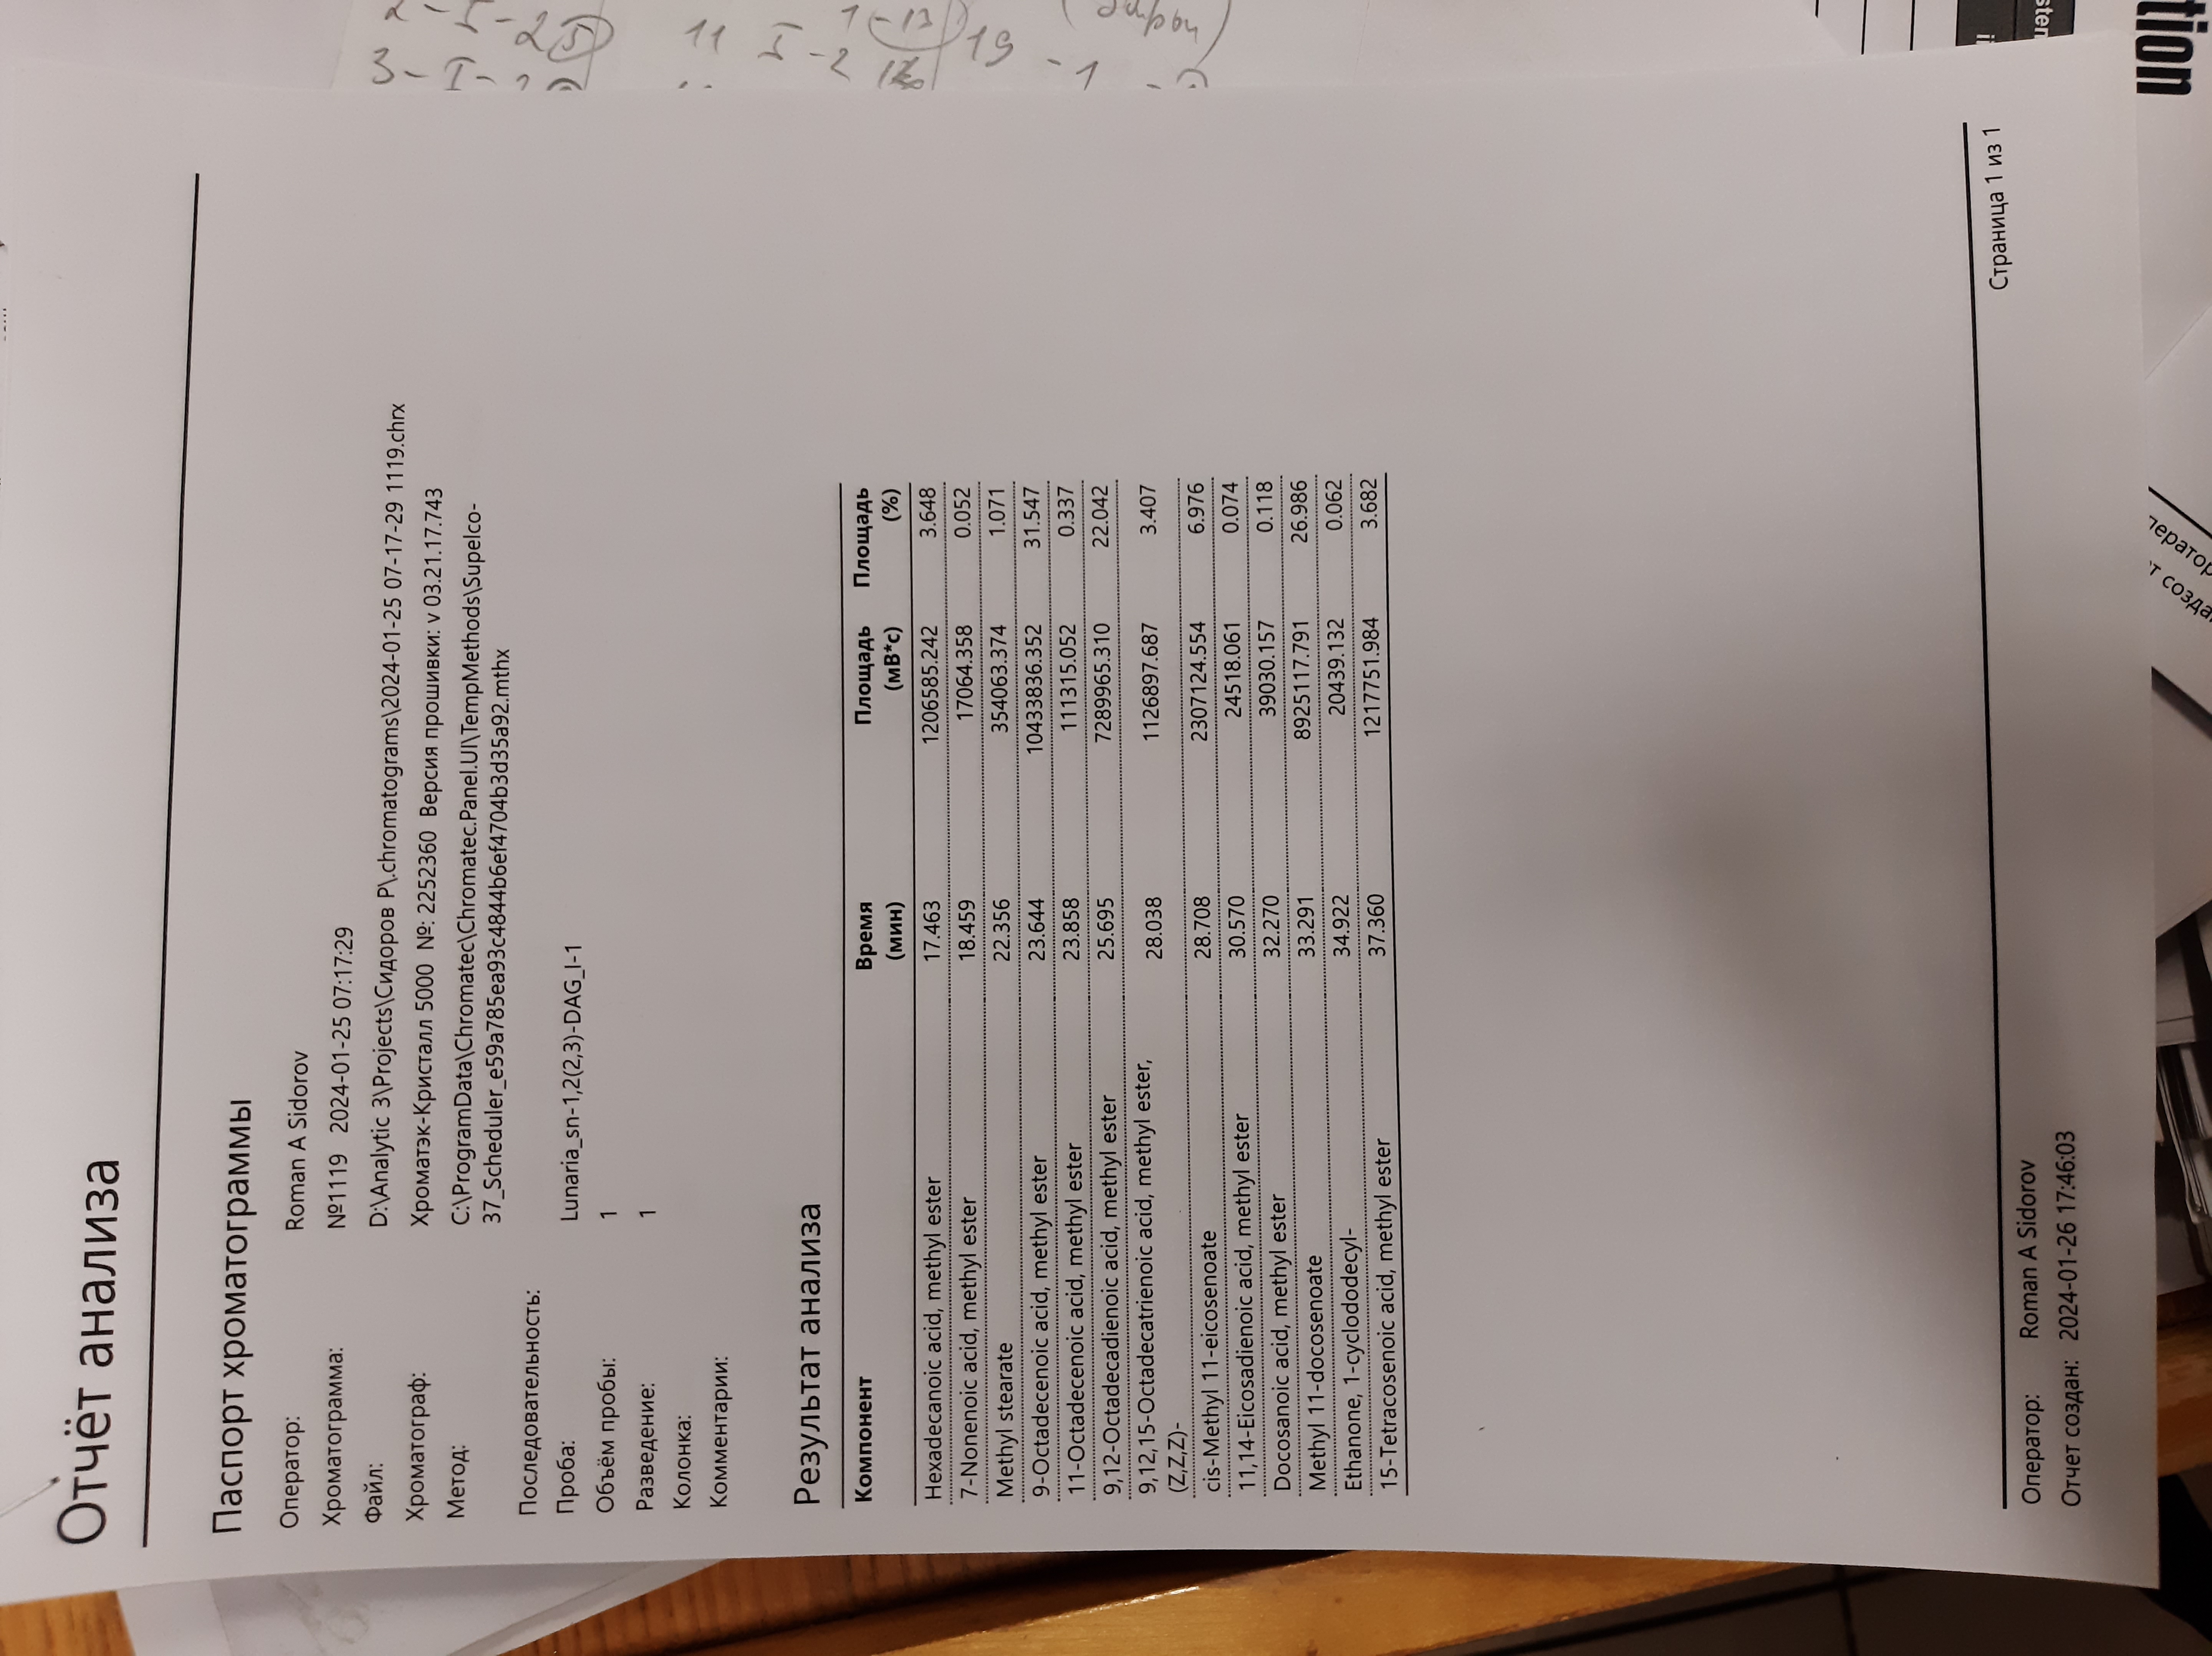 Отчёт анализа
Паспорт хроматограммы
Оператор: Roman A Sidorov
Хроматограмма: №1119 2024-01-25 07:17:29
Файл: D:\Analytic 3\Projects\Сидоров Р\.chromatograms\2024-01-25 07-17-29 1119.chrx
Хроматограф: Хроматэк-Кристалл 5000 №: 2252360 Версия прошивки: v 03.21.17.743
Метод: C:\ProgramData\Chromatec\Chromatec.Panel.UI\TempMethods\Supelco-
37_Scheduler_e59a785ea93c4844b6ef4704b3d35a92.mthx
Последовательность:
Проба: Lunaria_sn-1,2(2,3)-DAG_I-1
Объём пробы: 1
Разведение: 1
Колонка:
Комментарии:
Результат анализа
Компонент Время Площадь Площадь
(мин) (мВ*с) (%)
Hexadecanoic acid, methyl ester 17.463 1206585.242 3.648
7-Nonenoic acid, methyl ester 18.459 17064.358 0.052
Methyl stearate 22.356 354063.374 1.071
9-Octadecenoic acid, methyl ester 23.644 10433836.352 31.547
11-Octadecenoic acid, methyl ester 23.858 111315.052 0.337
9,12-Octadecadienoic acid, methyl ester 25.695 7289965.310 22.042
9,12,15-Octadecatrienoic acid, methyl ester, 28.038 1126897.687 3.407
(Z,Z,Z)-
cis-Methyl 11-eicosenoate 28.708 2307124.554 6.976
11,14-Eicosadienoic acid, methyl ester 30.570 24518.061 0.074
Docosanoic acid, methyl ester 32.270 39030.157 0.118
Methyl 11-docosenoate 33.291 8925117.791 26.986
Ethanone, 1-cyclododecyl- 34.922 20439.132 0.062
15-Tetracosenoic acid, methyl ester 37.360 1217751.984 3.682
Страница 1 из 1
Оператор: Roman A Sidorov
Отчет создан: 2024-01-26 17:46:03